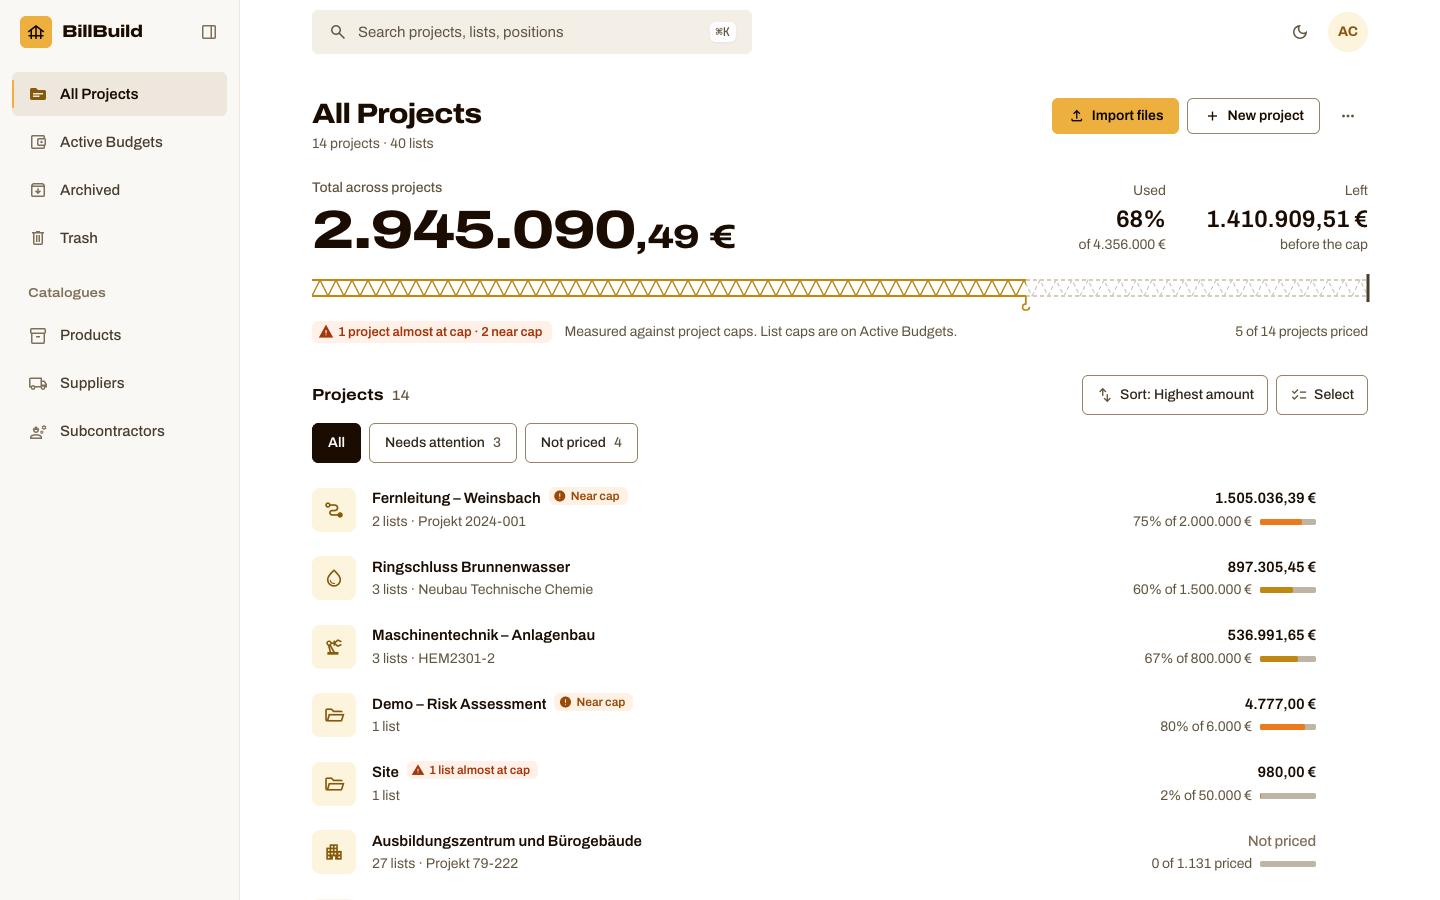 BillBuild
Search projects, lists, positions
⌘K
AC
All Projects
Active Budgets
Archived
Trash
Catalogues
Products
Suppliers
Subcontractors
All Projects
14 projects · 40 lists
Import files
New project
Total across projects
2.945.090,49 €
Used
68%
of 4.356.000 €
Left
1.410.909,51 €
before the cap
1 project almost at cap · 2 near cap
Measured against project caps. List caps are on Active Budgets.
5 of 14 projects priced
Projects 14
Sort: Highest amount
Select
All
Needs attention 3
Not priced 4
Fernleitung – Weinsbach
Near cap
1.505.036,39 €
2 lists · Projekt 2024-001
75% of 2.000.000 €
Ringschluss Brunnenwasser
897.305,45 €
3 lists · Neubau Technische Chemie
60% of 1.500.000 €
Maschinentechnik – Anlagenbau
536.991,65 €
3 lists · HEM2301-2
67% of 800.000 €
Demo – Risk Assessment
Near cap
4.777,00 €
1 list
80% of 6.000 €
Site
1 list almost at cap
980,00 €
1 list
2% of 50.000 €
Ausbildungszentrum und Bürogebäude
Not priced
27 lists · Projekt 79-222
0 of 1.131 priced